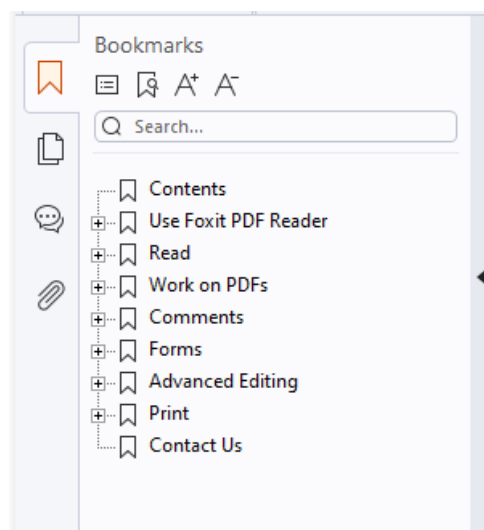 Bookmarks
A+ A-
Search...
Contents
Use Foxit PDF Reader
Read
Work on PDFs
Comments
Forms
Advanced Editing
Print
Contact Us